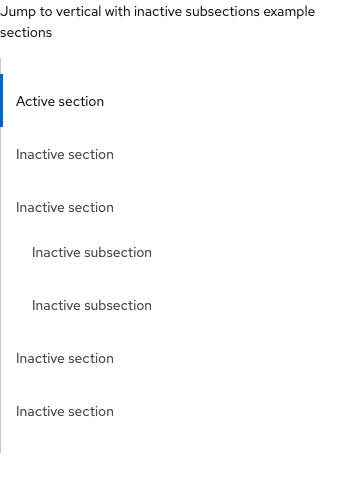 Jump to vertical with inactive subsections example
sections
Active section
Inactive section
Inactive section
Inactive subsection
Inactive subsection
Inactive section
Inactive section